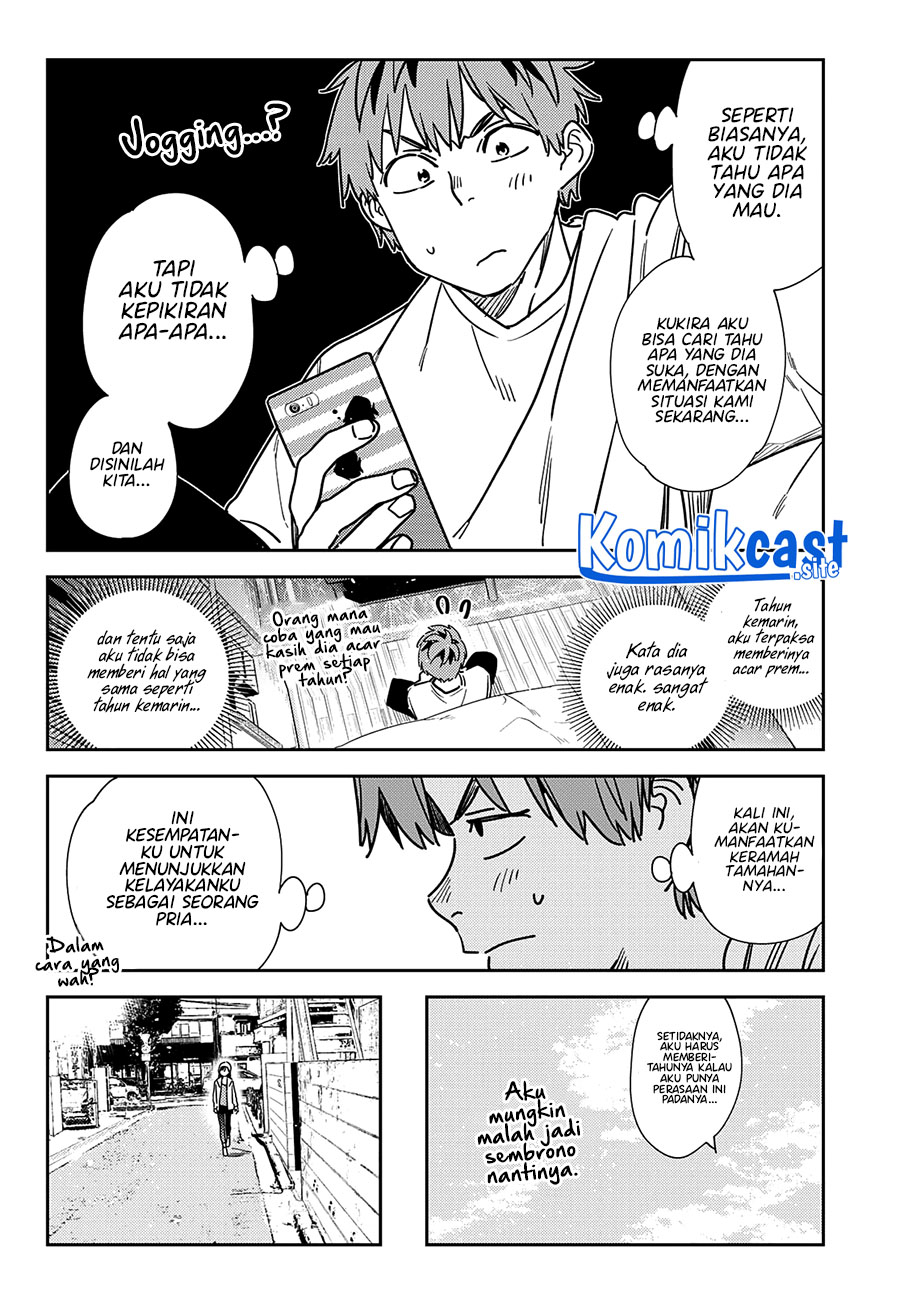 SEPERTI
BIASANYA,
AKU TIDAK
TAHU APA
YANG DIA
MAU.
KUKIRA AKU
BISA CARI TAHU
APA YANG DIA
SUKA, DENGAN
MEMANFAATKAN
SITUASI KAMI
SEKARANG...
Jogging...?
TAPI
AKU TIDAK
KEPIKIRAN
APA-APA...
DAN
DISINILAH
KITA...
Komikcast
.site
Tahun
kemarin,
aku terpaksa
memberinya
acar prem...
Kata dia
juga rasanya
enak. sangat
enak.
Orang mana
coba yang mau
kasih dia acar
prem setiap
tahun?
dan tentu saja
aku tidak bisa
memberi hal yang
sama seperti
tahun kemarin...
KALI INI,
AKAN KU-
MANFAATKAN
KERAMAH
TAMAHAN-
NYA...
INI
KESEMPATAN-
KU UNTUK
MENUNJUKKAN
KELAYAKANKU
SEBAGAI SEORANG
PRIA...
Dalam
cara yang
wah?
SETIDAKNYA,
AKU HARUS
MEMBERI-
TAHUNYA KALAU
AKU PUNYA
PERASAAN INI
PADANYA...
Aku
mungkin
malah jadi
sembrono
nantinya.